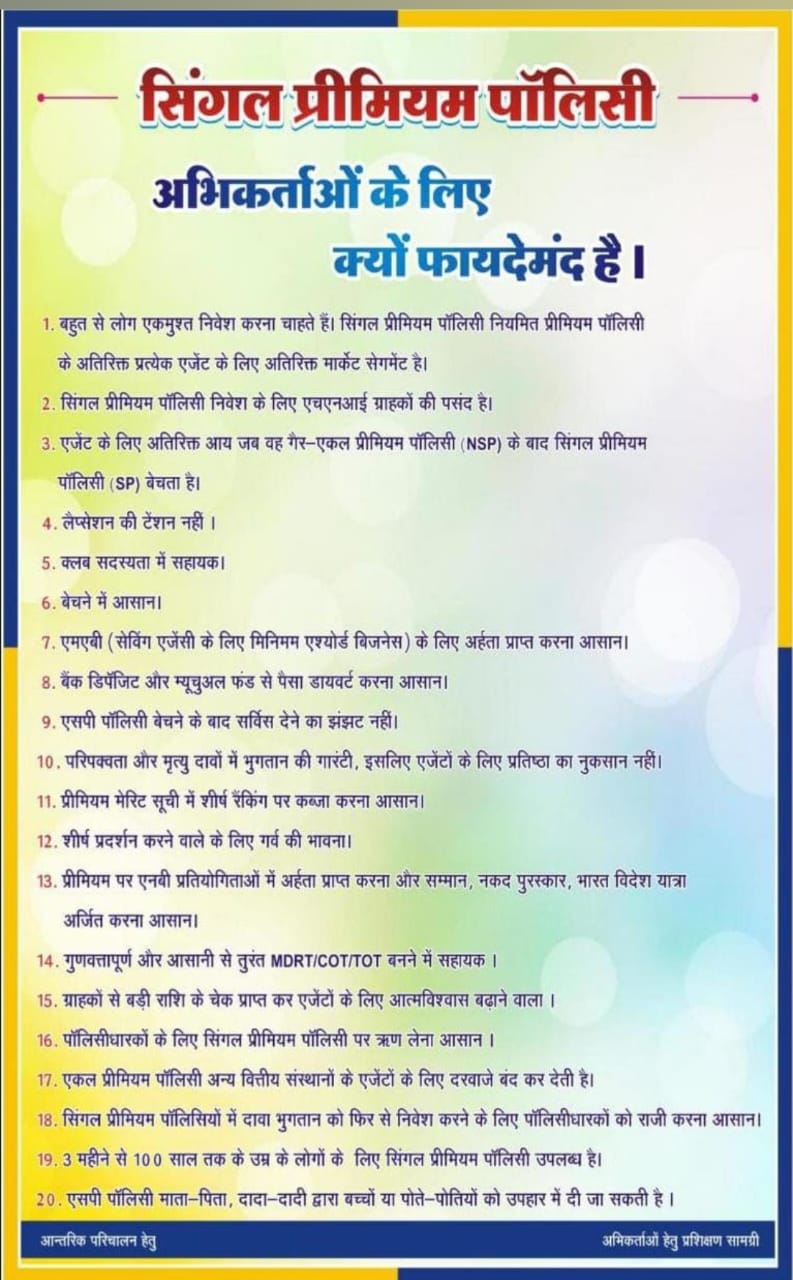 सिंगल प्रीमियम पॉलिसी
अभिकर्ताओं के लिए
क्यों फायदेमंद है।
1. बहुत से लोग एकमुश्त निवेश करना चाहते हैं। सिंगल प्रीमियम पॉलिसी नियमित प्रीमियम पॉलिसी
के अतिरिक्त प्रत्येक एजेंट के लिए अतिरिक्त मार्केट सेगमेंट है।
2. सिंगल प्रीमियम पॉलिसी निवेश के लिए एचएनआई ग्राहकों की पसंद है।
3. एजेंट के लिए अतिरिक्त आय जब वह गैर–एकल प्रीमियम पॉलिसी (NSP) के बाद सिंगल प्रीमियम
पॉलिसी (SP) बेचता है।
4. लैप्सेशन की टेंशन नहीं ।
5. क्लब सदस्यता में सहायक।
6. बेचने में आसान।
7. एमएबी (सेविंग एजेंसी के लिए मिनिमम एश्योर्ड बिजनेस) के लिए अर्हता प्राप्त करना आसान।
8. बैंक डिपॅजिट और म्यूचुअल फंड से पैसा डायवर्ट करना आसान।
9. एसपी पॉलिसी बेचने के बाद सर्विस देने का झंझट नहीं।
10. परिपक्वता और मृत्यु दावों में भुगतान की गारंटी, इसलिए एजेंटों के लिए प्रतिष्ठा का नुकसान नहीं।
11. प्रीमियम मेरिट सूची में शीर्ष रैंकिंग पर कब्जा करना आसान।
12. शीर्ष प्रदर्शन करने वाले के लिए गर्व की भावना।
13. प्रीमियम पर एनबी प्रतियोगिताओं में अर्हता प्राप्त करना और सम्मान, नकद पुरस्कार, भारत विदेश यात्रा
अर्जित करना आसान।
14. गुणवत्तापूर्ण और आसानी से तुरंत MDRT/COT/TOT बनने में सहायक ।
15. ग्राहकों से बड़ी राशि के चेक प्राप्त कर एजेंटों के लिए आत्मविश्वास बढ़ाने वाला ।
16. पॉलिसीधारकों के लिए सिंगल प्रीमियम पॉलिसी पर ऋण लेना आसान ।
17. एकल प्रीमियम पॉलिसी अन्य वित्तीय संस्थानों के एजेंटों के लिए दरवाजे बंद कर देती है।
18. सिंगल प्रीमियम पॉलिसियों में दावा भुगतान को फिर से निवेश करने के लिए पॉलिसीधारकों को राजी करना आसान।
19. 3 महीने से 100 साल तक के उम्र के लोगों के लिए सिंगल प्रीमियम पॉलिसी उपलब्ध है।
20. एसपी पॉलिसी माता–पिता, दादा–दादी द्वारा बच्चों या पोते–पोतियों को उपहार में दी जा सकती है ।
आन्तरिक परिचालन हेतु
अभिकर्ताओं हेतु प्रशिक्षण सामग्री